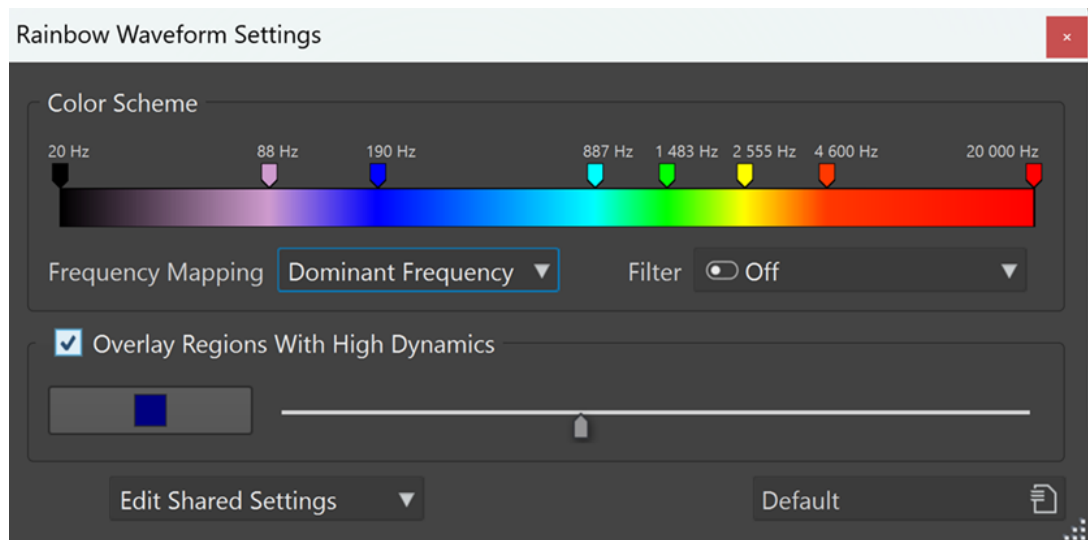 Rainbow Waveform Settings
×
Color Scheme
20 Hz 88 Hz 190 Hz 887 Hz 1 483 Hz 2 555 Hz 4 600 Hz 20 000 Hz
Frequency Mapping Dominant Frequency Filter Off
Overlay Regions With High Dynamics
Edit Shared Settings Default